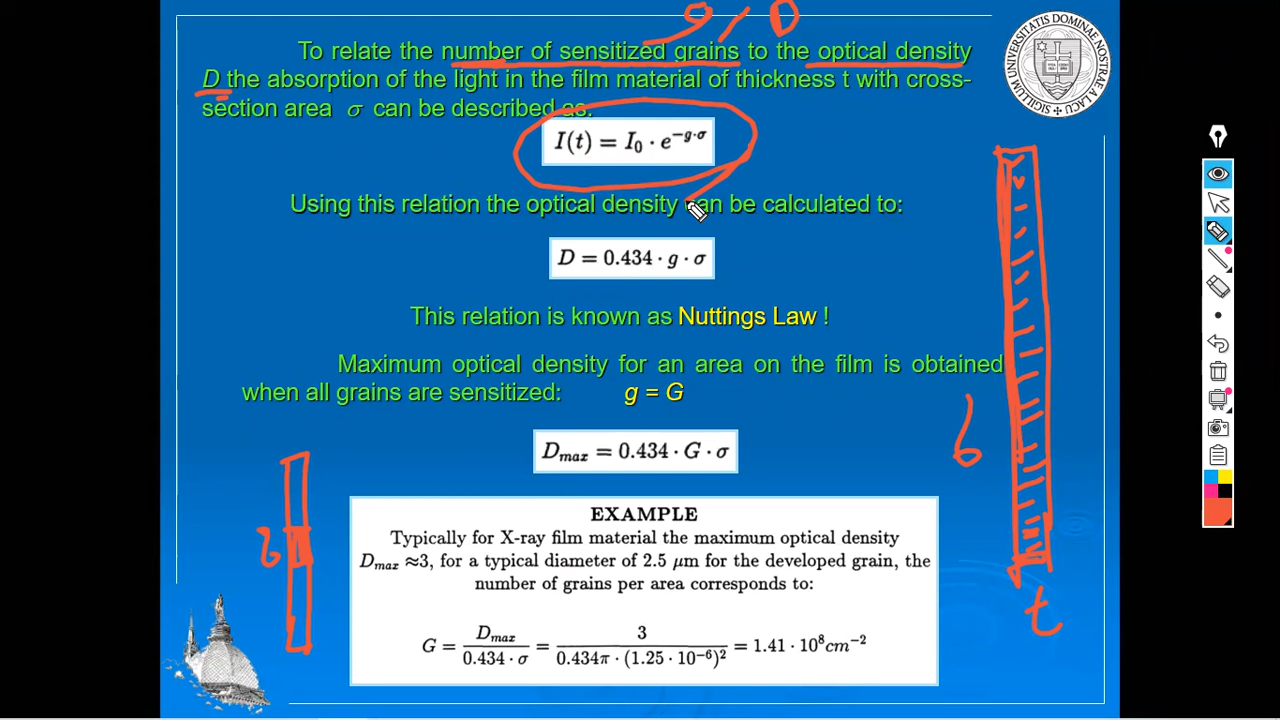 g / D
To relate the number of sensitized grains to the optical density
D the absorption of the light in the film material of thickness t with cross-
section area σ can be described as:
I(t) = I₀ · e^{-g·σ}
Using this relation the optical density can be calculated to:
D = 0.434 · g · σ
This relation is known as Nuttings Law !
Maximum optical density for an area on the film is obtained
when all grains are sensitized: g = G
D_max = 0.434 · G · σ
EXAMPLE
Typically for X-ray film material the maximum optical density
D_max ≈3, for a typical diameter of 2.5 μm for the developed grain, the
number of grains per area corresponds to:
G = D_max / (0.434 · σ) = 3 / (0.434π · (1.25 · 10⁻⁶)²) = 1.41 · 10⁸cm⁻²
t
SIGILLUM UNIVERSITATIS DOMINAE NOSTRAE A LACU